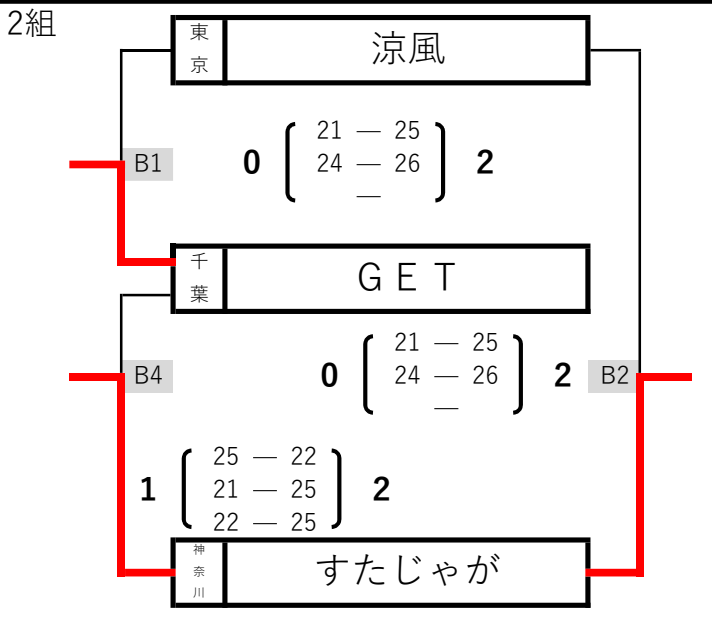 2組
東京 涼風
B1 0 21 — 25 2
24 — 26
—
千葉 GET
21 — 25
B4 0 24 — 26 2 B2
—
25 — 22
1 21 — 25 2
22 — 25
神奈川 すたじゃが